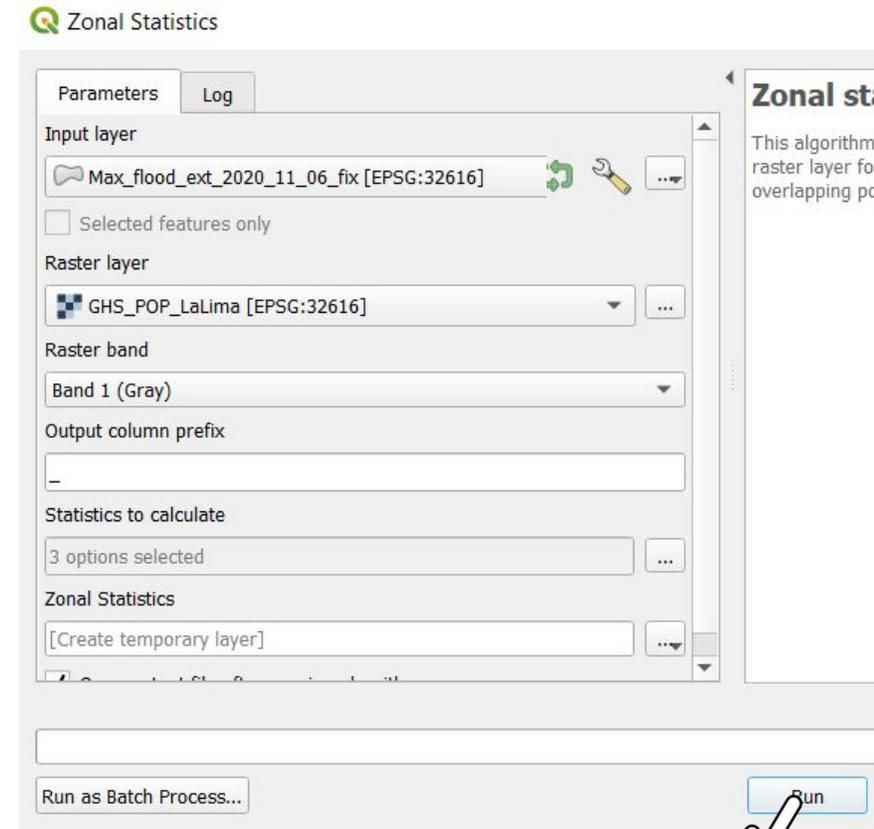 Zonal Statistics
Parameters
Log
Input layer
Max_flood_ext_2020_11_06_fix [EPSG:32616]
...
Selected features only
Raster layer
GHS_POP_LaLima [EPSG:32616]
...
Raster band
Band 1 (Gray)
Output column prefix
_
Statistics to calculate
3 options selected
...
Zonal Statistics
[Create temporary layer]
...
Zonal sta
This algorithm
raster layer fo
overlapping po
Run as Batch Process...
Run